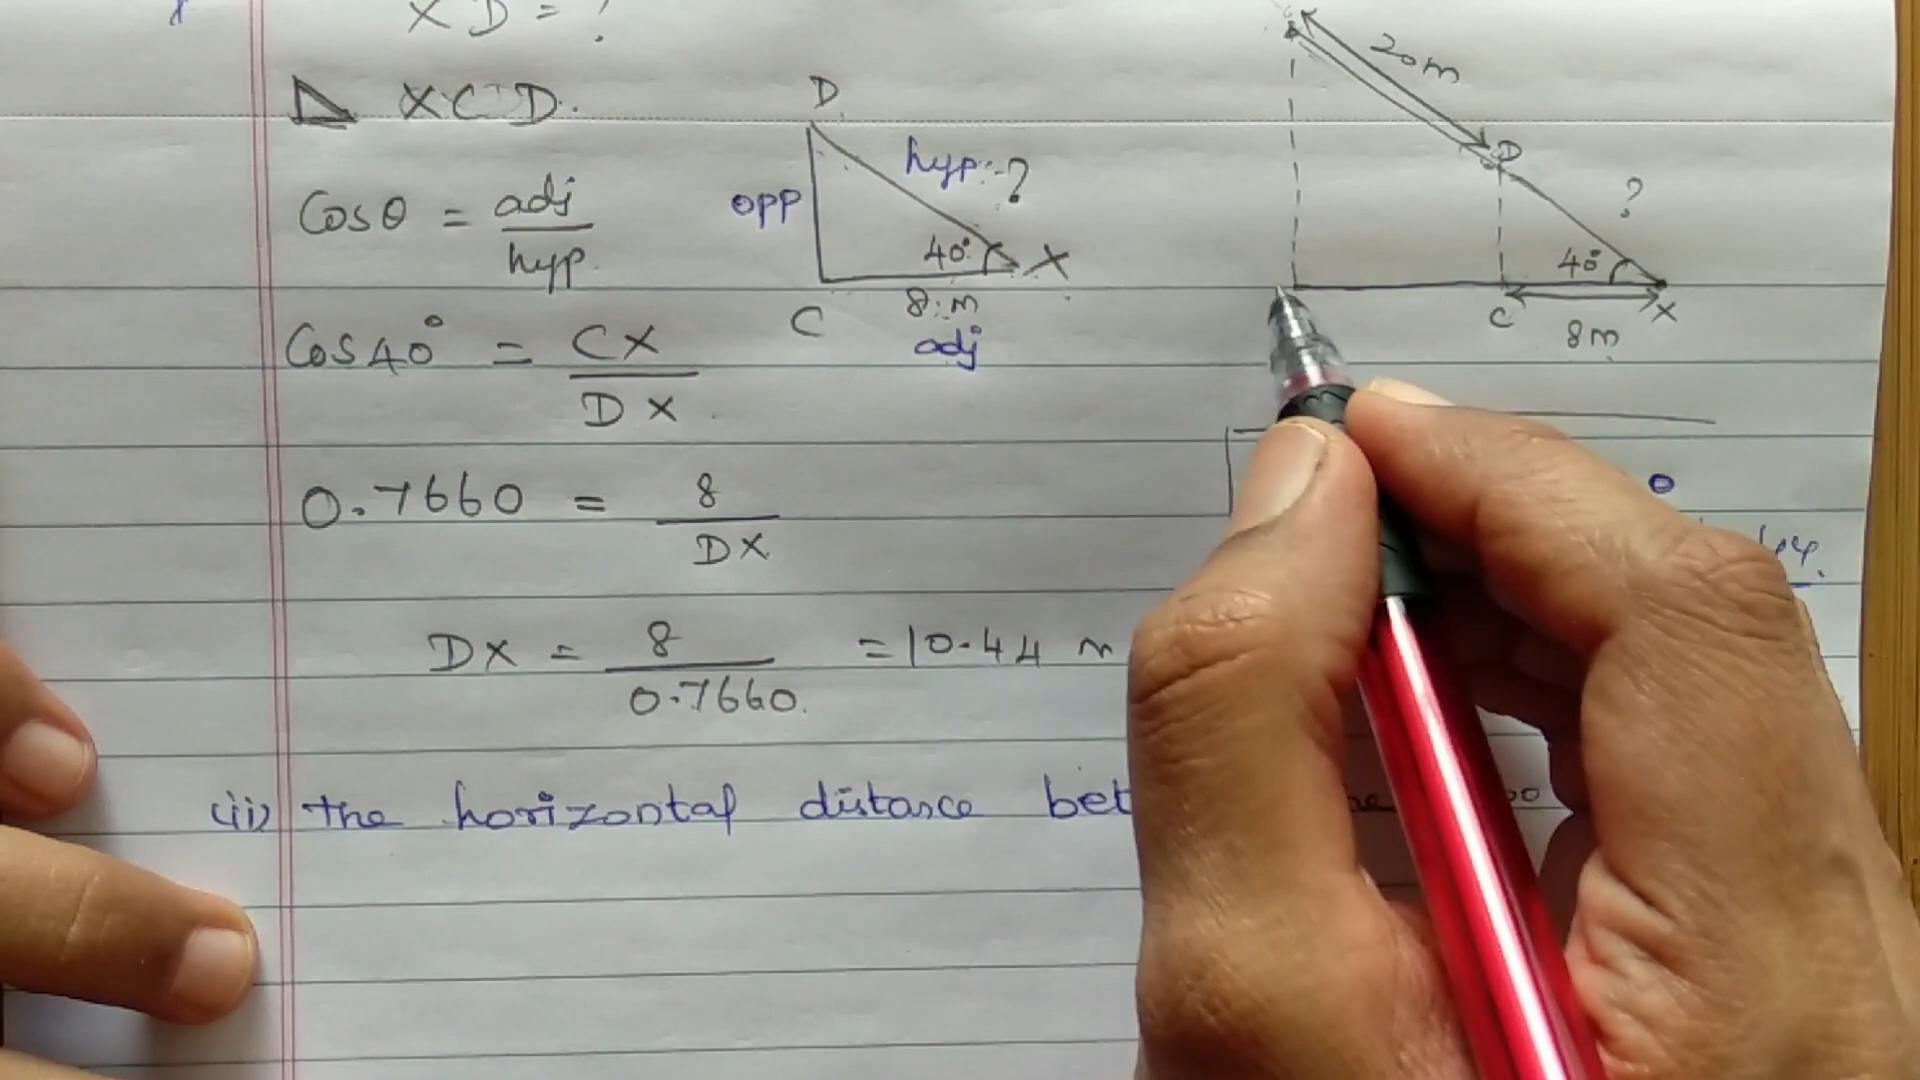 XD = ?
XCD.
Cosθ = adj
hyp.
D
hyp. ?
opp
40°
X
C
8 m
adj
20m
D
?
40°
C
X
8m
Cos40° = CX
DX
0.7660 = 8
DX
DX = 8 = 10.44 m
0.7660.
(ii) The horizontal distance